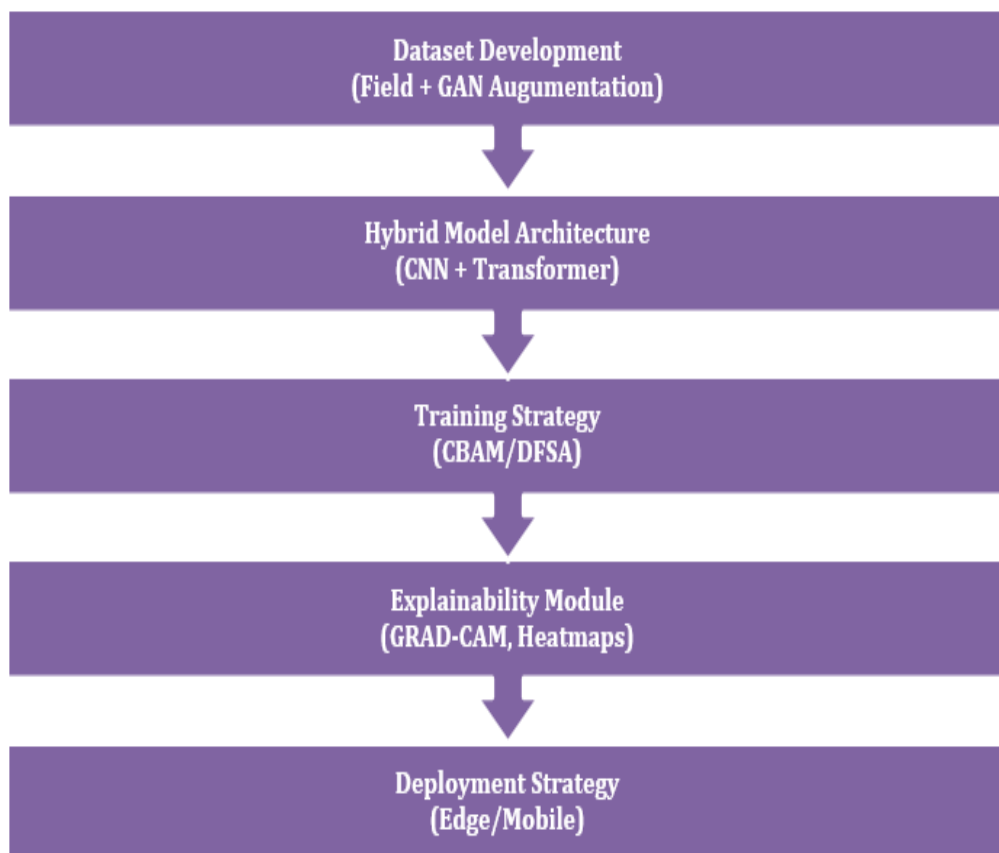 Dataset Development
(Field + GAN Augumentation)
Hybrid Model Architecture
(CNN + Transformer)
Training Strategy
(CBAM/DFSA)
Explainability Module
(GRAD-CAM, Heatmaps)
Deployment Strategy
(Edge/Mobile)